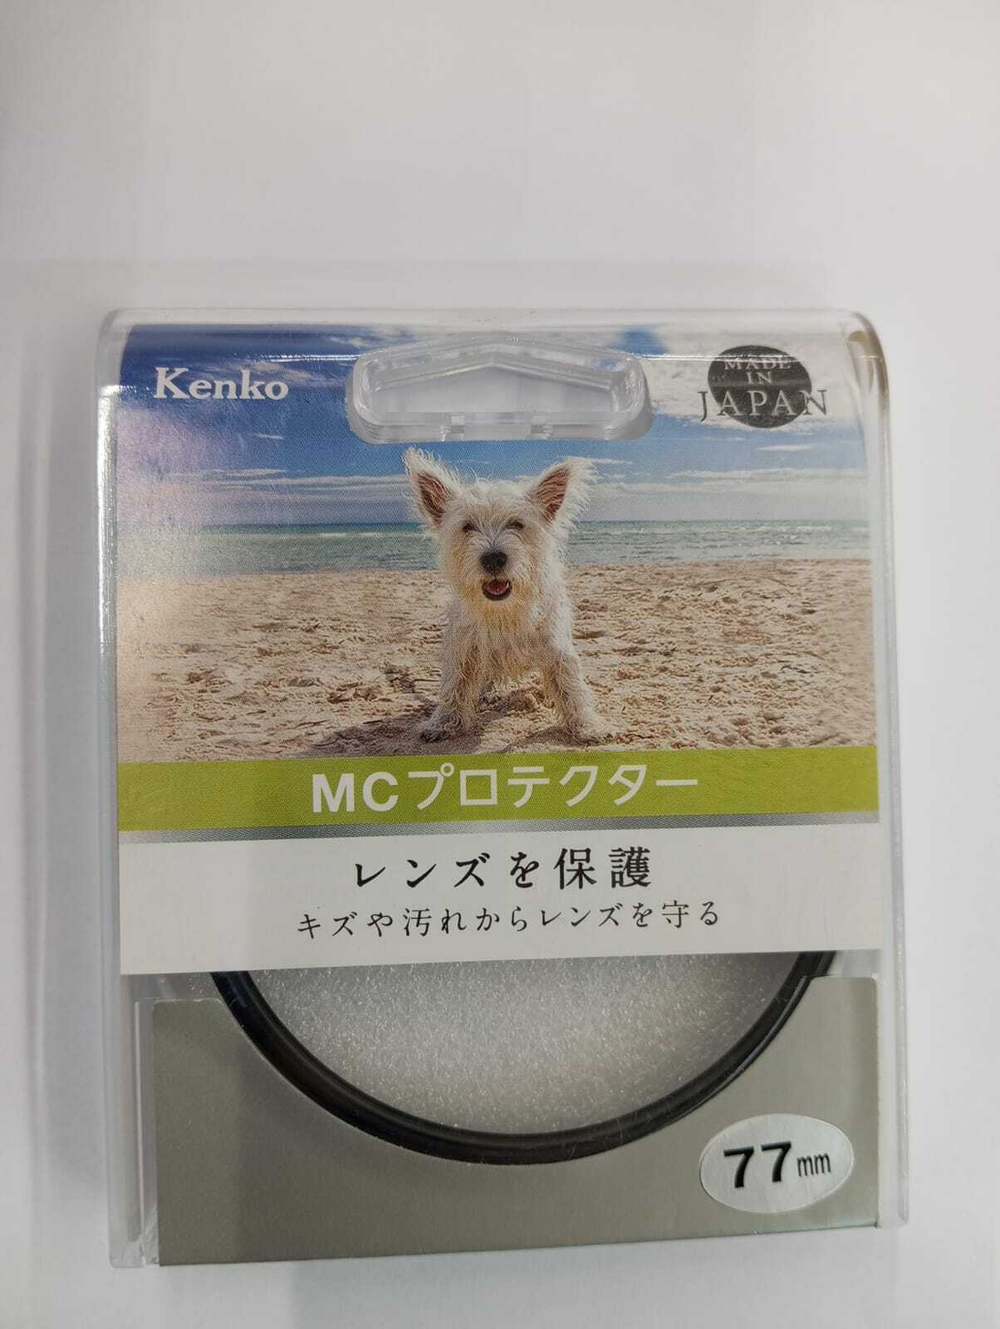 Kenko
MADE
IN
JAPAN
MCプロテクター
レンズを保護
キズや汚れからレンズを守る
77mm